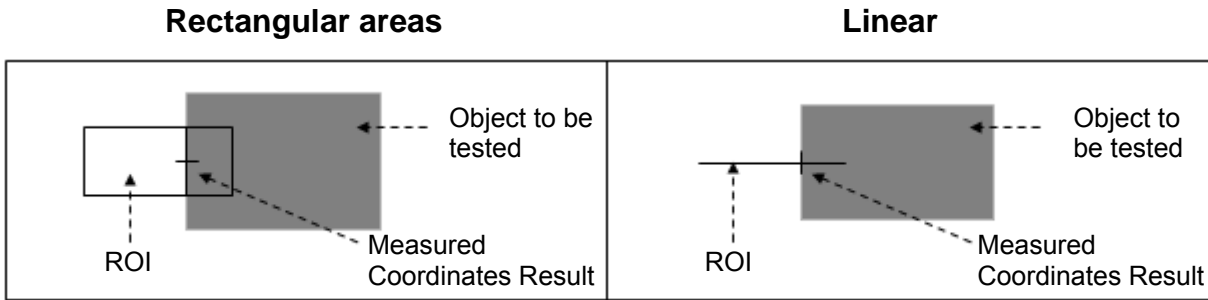 Rectangular areas
Linear
Object to be
tested
ROI
Measured
Coordinates Result
Object to
be tested
ROI
Measured
Coordinates Result